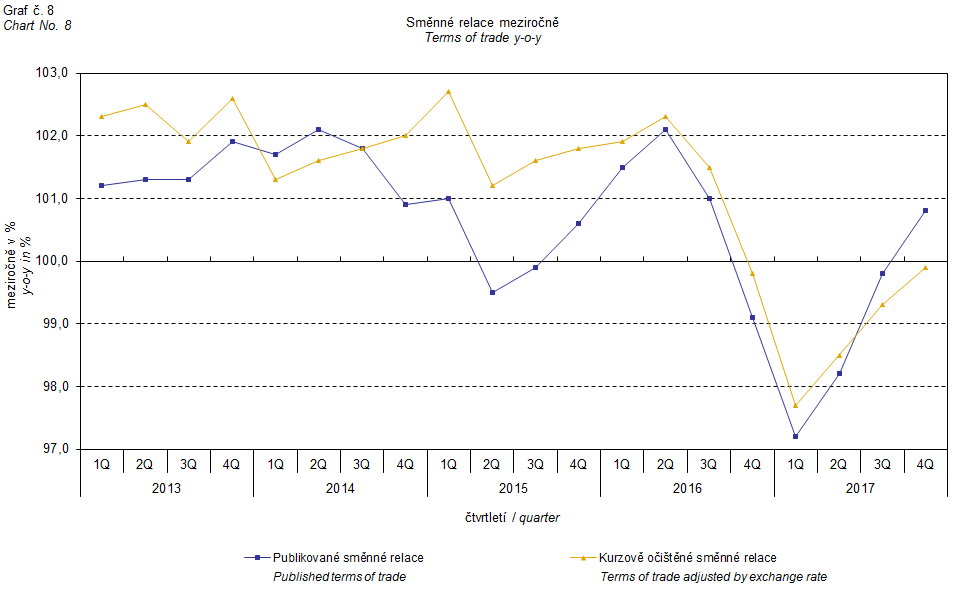 Graf č. 8
Chart No. 8
Směnné relace meziročně
Terms of trade y-o-y
meziročně v %
y-o-y in %
103,0
102,0
101,0
100,0
99,0
98,0
97,0
1Q 2Q 3Q 4Q 1Q 2Q 3Q 4Q 1Q 2Q 3Q 4Q 1Q 2Q 3Q 4Q 1Q 2Q 3Q 4Q
2013 2014 2015 2016 2017
čtvrtletí / quarter
Publikované směnné relace Kurzově očištěné směnné relace
Published terms of trade Terms of trade adjusted by exchange rate